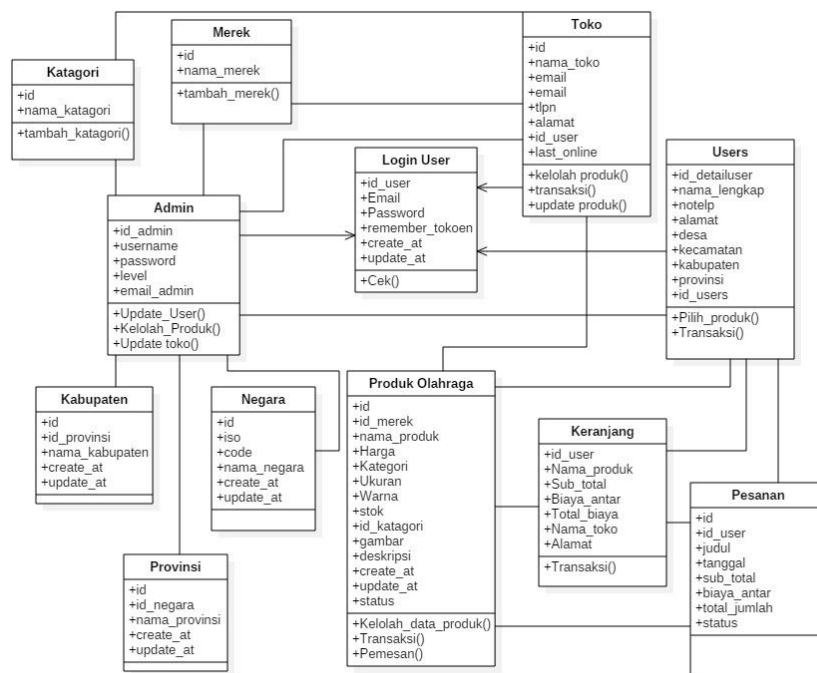 Katagori
+id
+nama_katagori
+tambah_katagori()
Merek
+id
+nama_merek
+tambah_merek()
Toko
+id
+nama_toko
+email
+email
+tlpn
+alamat
+id_user
+last_online
+kelolah produk()
+transaksi()
+update produk()
Login User
+id_user
+Email
+Password
+remember_tokoen
+create_at
+update_at
+Cek()
Users
+id_detailuser
+nama_lengkap
+notelp
+alamat
+desa
+kecamatan
+kabupaten
+provinsi
+id_users
+Pilih_produk()
+Transaksi()
Admin
+id_admin
+username
+password
+level
+email_admin
+Update_User()
+Kelolah_Produk()
+Update toko()
Kabupaten
+id
+id_provinsi
+nama_kabupaten
+create_at
+update_at
Negara
+id
+iso
+code
+nama_negara
+create_at
+update_at
Provinsi
+id
+id_negara
+nama_provinsi
+create_at
+update_at
Produk Olahraga
+id
+id_merek
+nama_produk
+Harga
+Kategori
+Ukuran
+Warna
+stok
+id_katagori
+gambar
+deskripsi
+create_at
+update_at
+status
+Kelolah_data_produk()
+Transaksi()
+Pemesan()
Keranjang
+id_user
+Nama_produk
+Sub_total
+Biaya_antar
+Total_biaya
+Nama_toko
+Alamat
+Transaksi()
Pesanan
+id
+id_user
+judul
+tanggal
+sub_total
+biaya_antar
+total_jumlah
+status